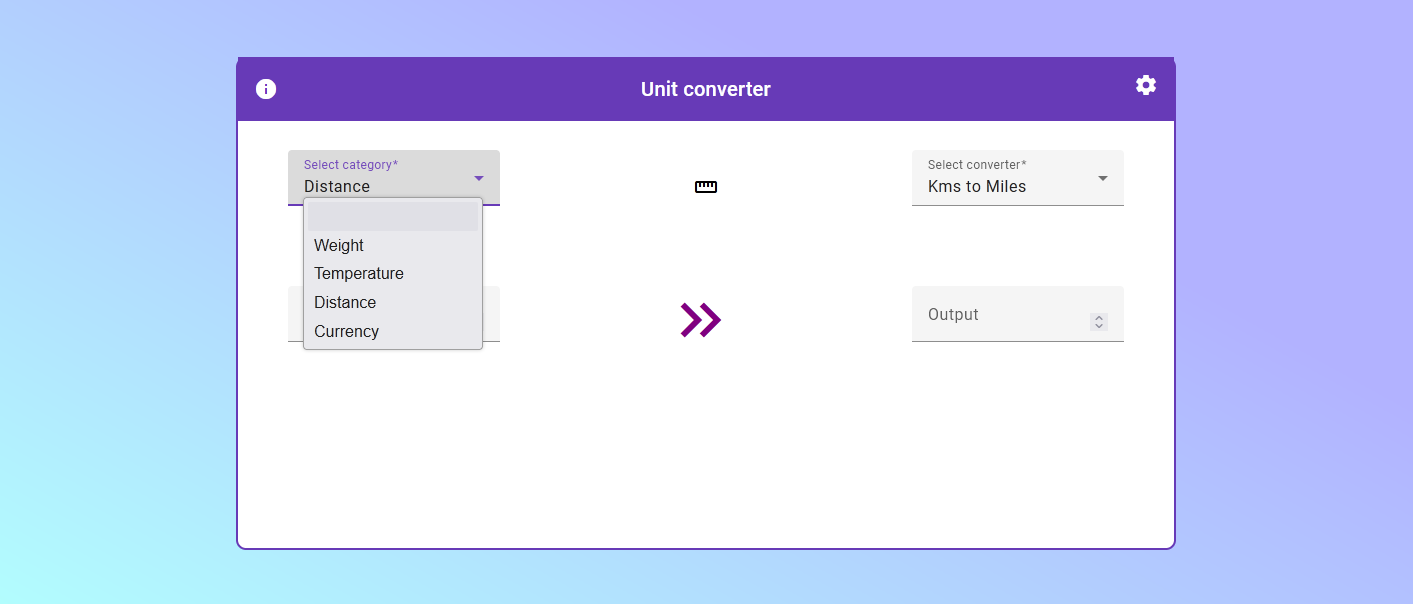 Unit converter
Select category*
Distance
Select converter*
Kms to Miles
Weight
Temperature
Distance
Currency
Output